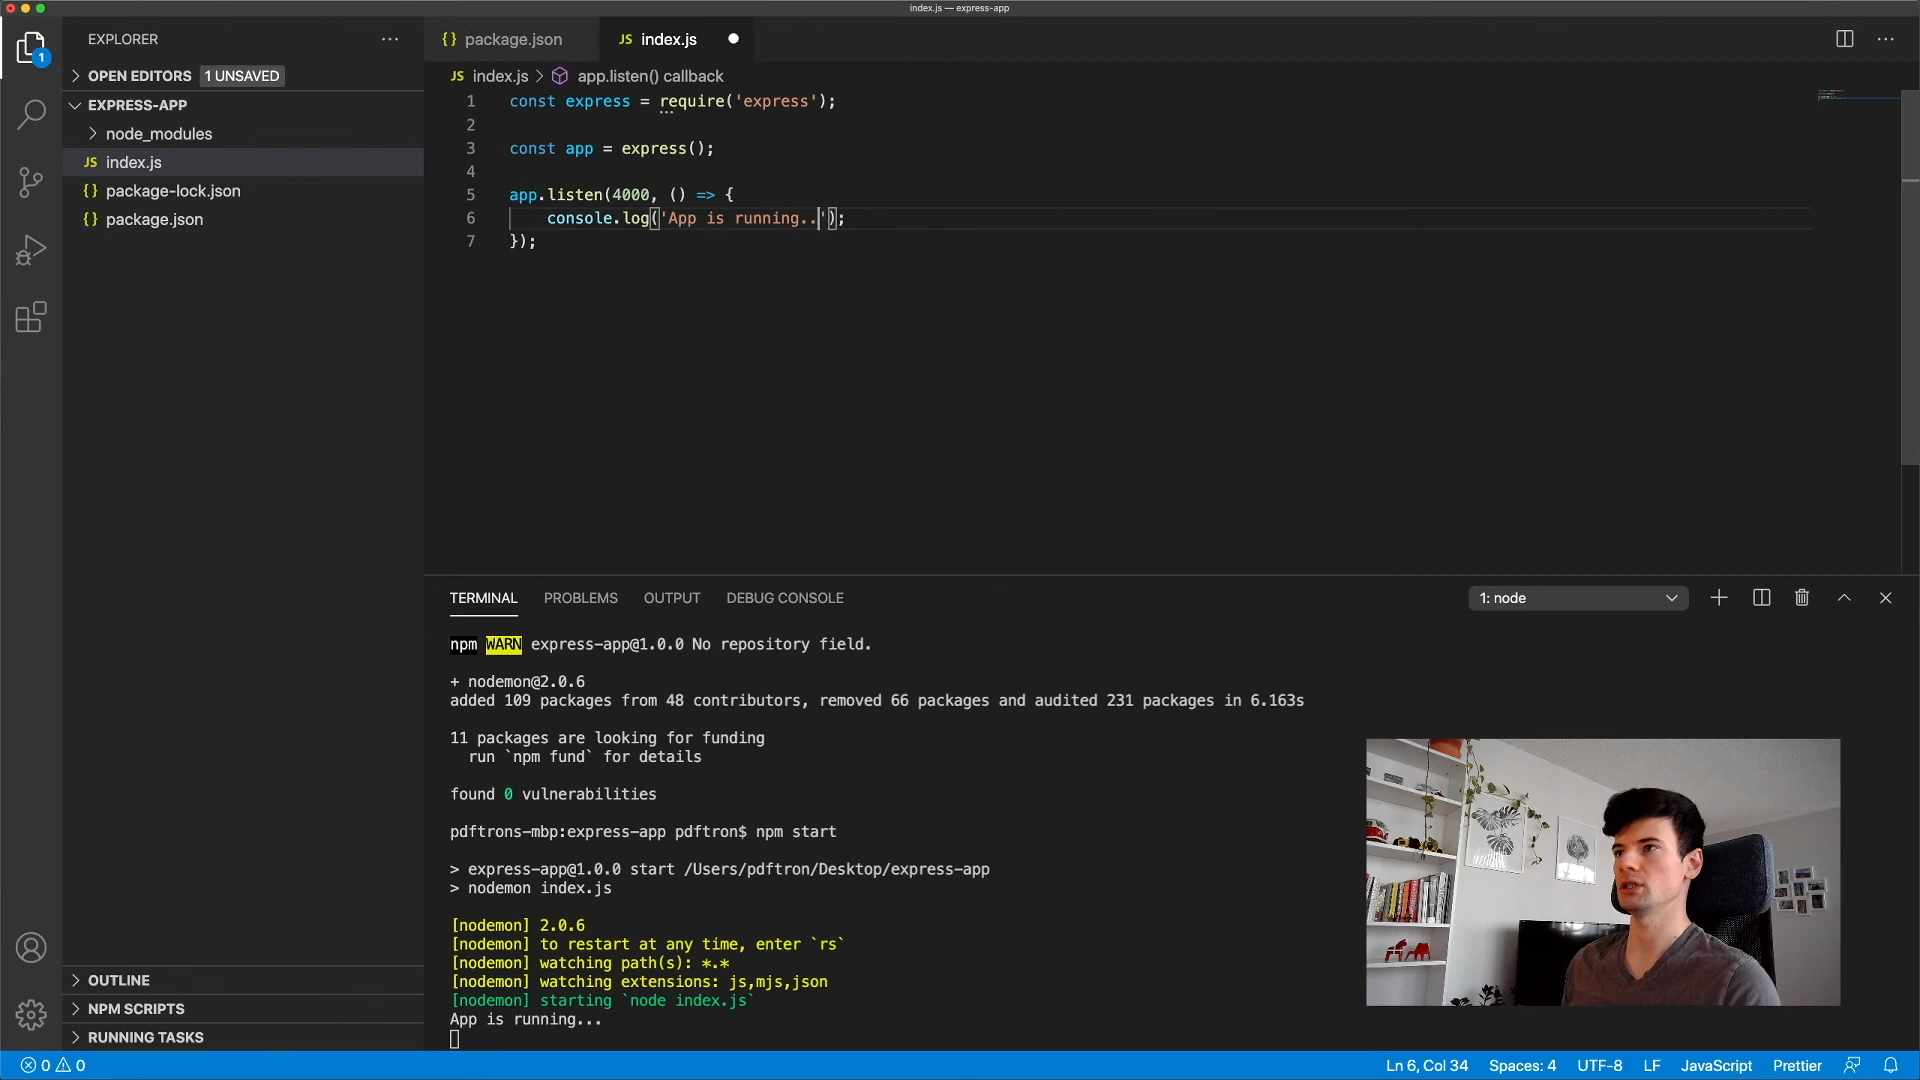 index.js — express-app
EXPLORER
1
OPEN EDITORS 1 UNSAVED
EXPRESS-APP
node_modules
JS index.js
{} package-lock.json
{} package.json
OUTLINE
NPM SCRIPTS
RUNNING TASKS
{} package.json
JS index.js
JS index.js > app.listen() callback
1 const express = require('express');
2
3 const app = express();
4
5 app.listen(4000, () => {
6 console.log('App is running..');
7 });
TERMINAL PROBLEMS OUTPUT DEBUG CONSOLE
1: node
npm WARN express-app@1.0.0 No repository field.
+ nodemon@2.0.6
added 109 packages from 48 contributors, removed 66 packages and audited 231 packages in 6.163s
11 packages are looking for funding
run `npm fund` for details
found 0 vulnerabilities
pdftrons-mbp:express-app pdftron$ npm start
> express-app@1.0.0 start /Users/pdftron/Desktop/express-app
> nodemon index.js
[nodemon] 2.0.6
[nodemon] to restart at any time, enter `rs`
[nodemon] watching path(s): *.*
[nodemon] watching extensions: js,mjs,json
[nodemon] starting `node index.js`
App is running...
0 0
Ln 6, Col 34 Spaces: 4 UTF-8 LF JavaScript Prettier